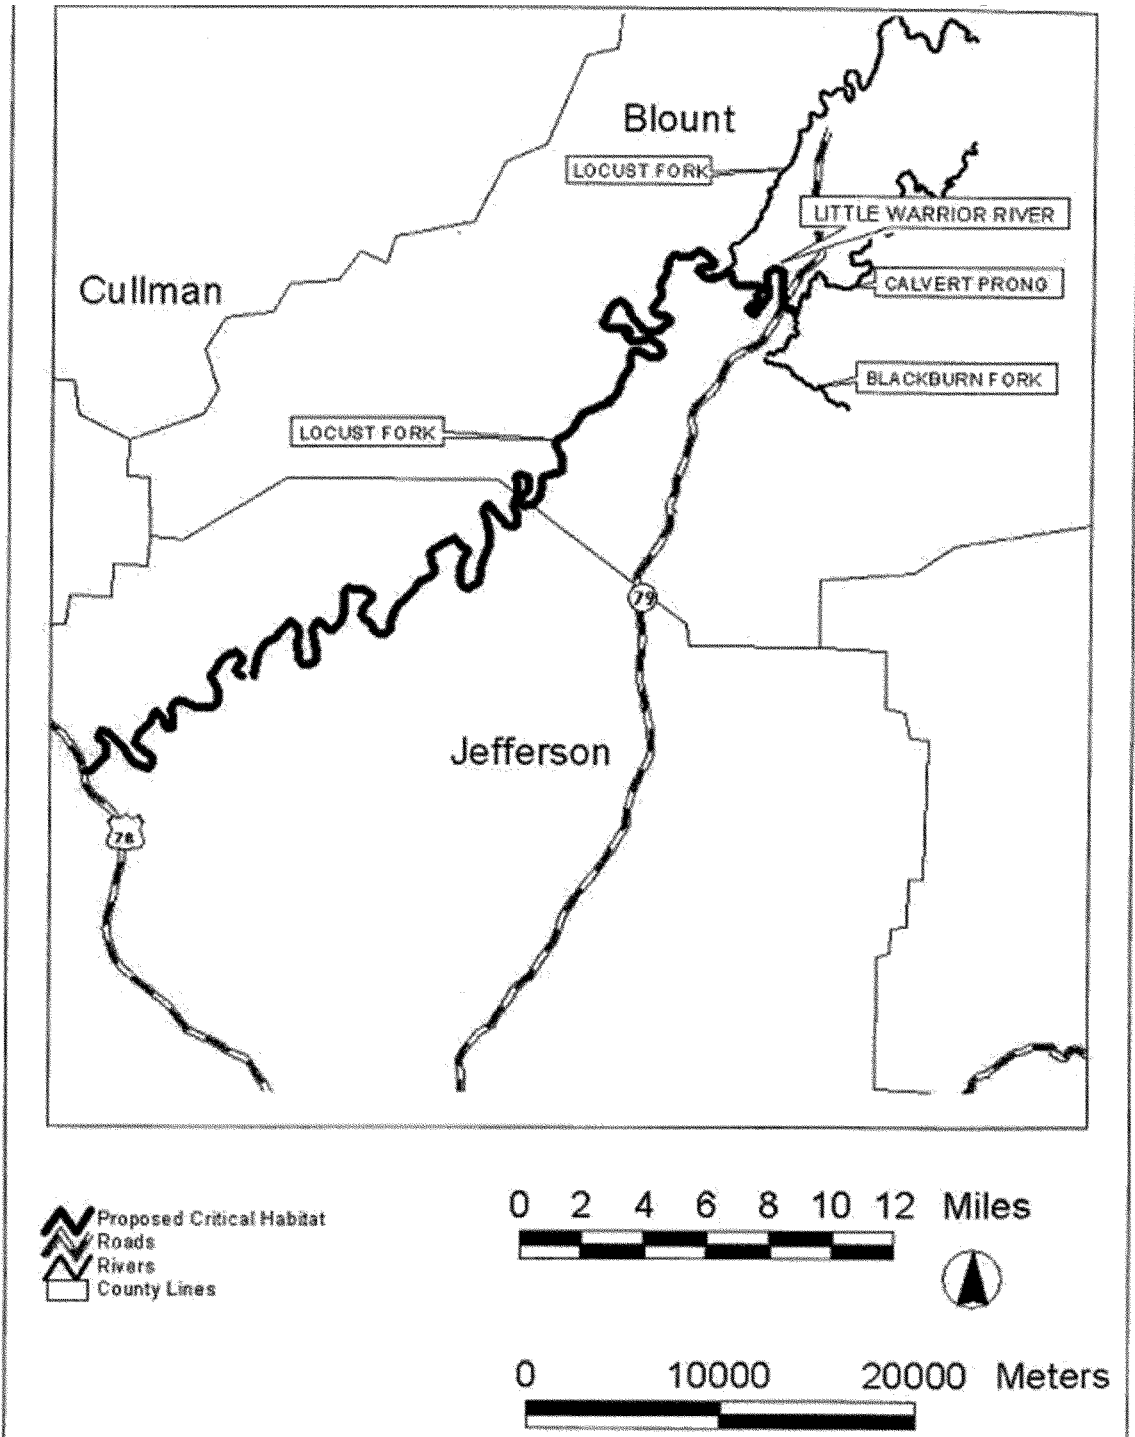 Blount
LOCUST FORK
LITTLE WARRIOR RIVER
Cullman
CALVERT PRONG
BLACKBURN FORK
LOCUST FORK
79
Jefferson
78
0 2 4 6 8 10 12 Miles
Proposed Critical Habitat
Roads
Rivers
County Lines
0 10000 20000 Meters